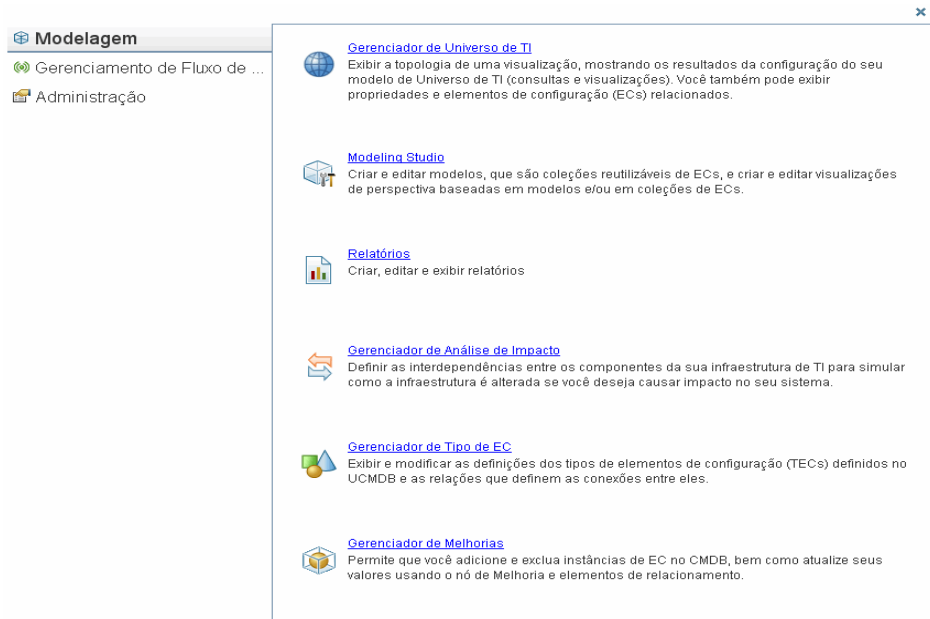 Modelagem
Gerenciamento de Fluxo de ...
Administração
Gerenciador de Universo de TI
Exibir a topologia de uma visualização, mostrando os resultados da configuração do seu
modelo de Universo de TI (consultas e visualizações). Você também pode exibir
propriedades e elementos de configuração (ECs) relacionados.
Modeling Studio
Criar e editar modelos, que são coleções reutilizáveis de ECs, e criar e editar visualizações
de perspectiva baseadas em modelos e/ou em coleções de ECs.
Relatórios
Criar, editar e exibir relatórios
Gerenciador de Análise de Impacto
Definir as interdependências entre os componentes da sua infraestrutura de TI para simular
como a infraestrutura é alterada se você deseja causar impacto no seu sistema.
Gerenciador de Tipo de EC
Exibir e modificar as definições dos tipos de elementos de configuração (TECs) definidos no
UCMDB e as relações que definem as conexões entre eles.
Gerenciador de Melhorias
Permite que você adicione e exclua instâncias de EC no CMDB, bem como atualize seus
valores usando o nó de Melhoria e elementos de relacionamento.